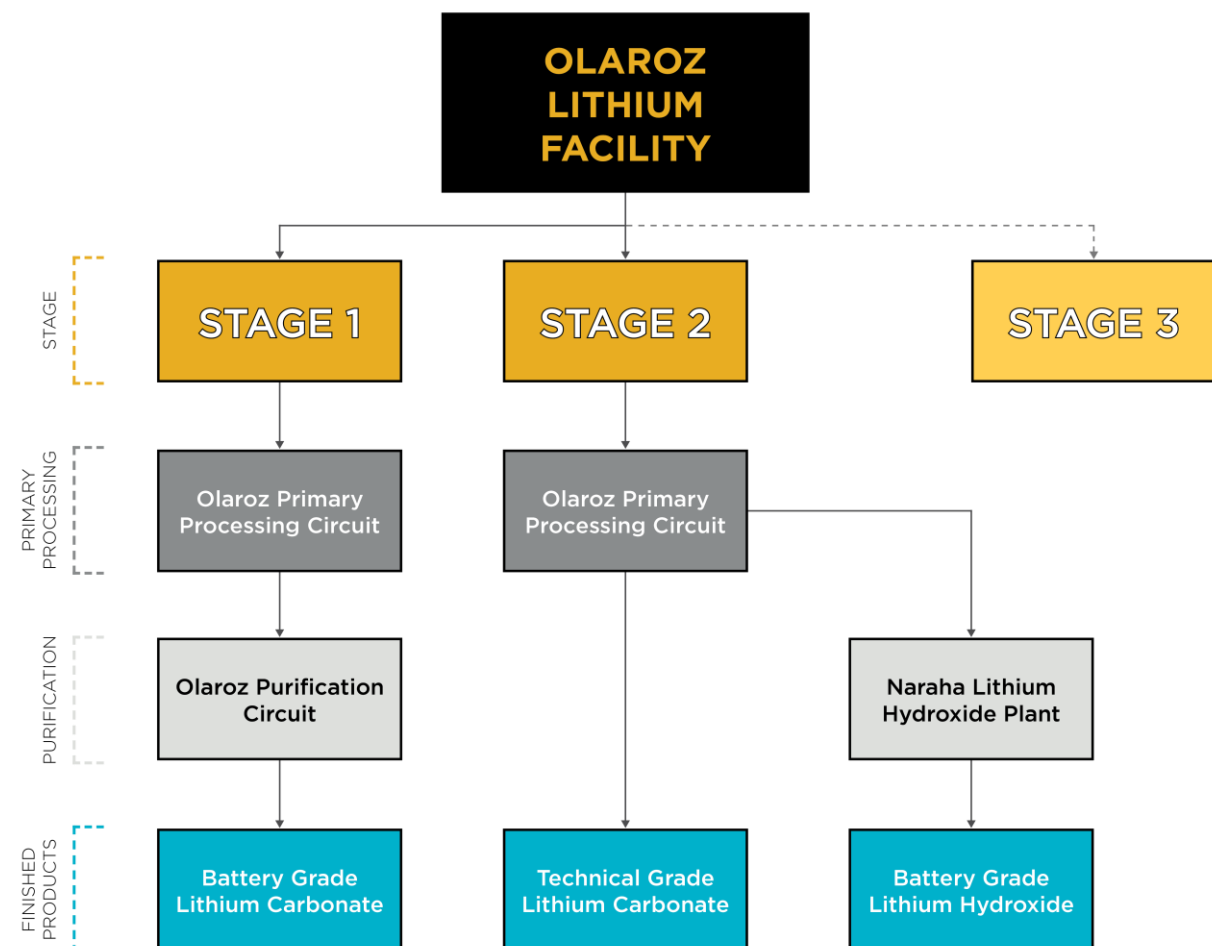 OLAROZ
LITHIUM
FACILITY
STAGE
STAGE 1
STAGE 2
STAGE 3
PRIMARY
PROCESSING
Olaroz Primary
Processing Circuit
Olaroz Primary
Processing Circuit
PURIFICATION
Olaroz Purification
Circuit
Naraha Lithium
Hydroxide Plant
FINISHED
PRODUCTS
Battery Grade
Lithium Carbonate
Technical Grade
Lithium Carbonate
Battery Grade
Lithium Hydroxide